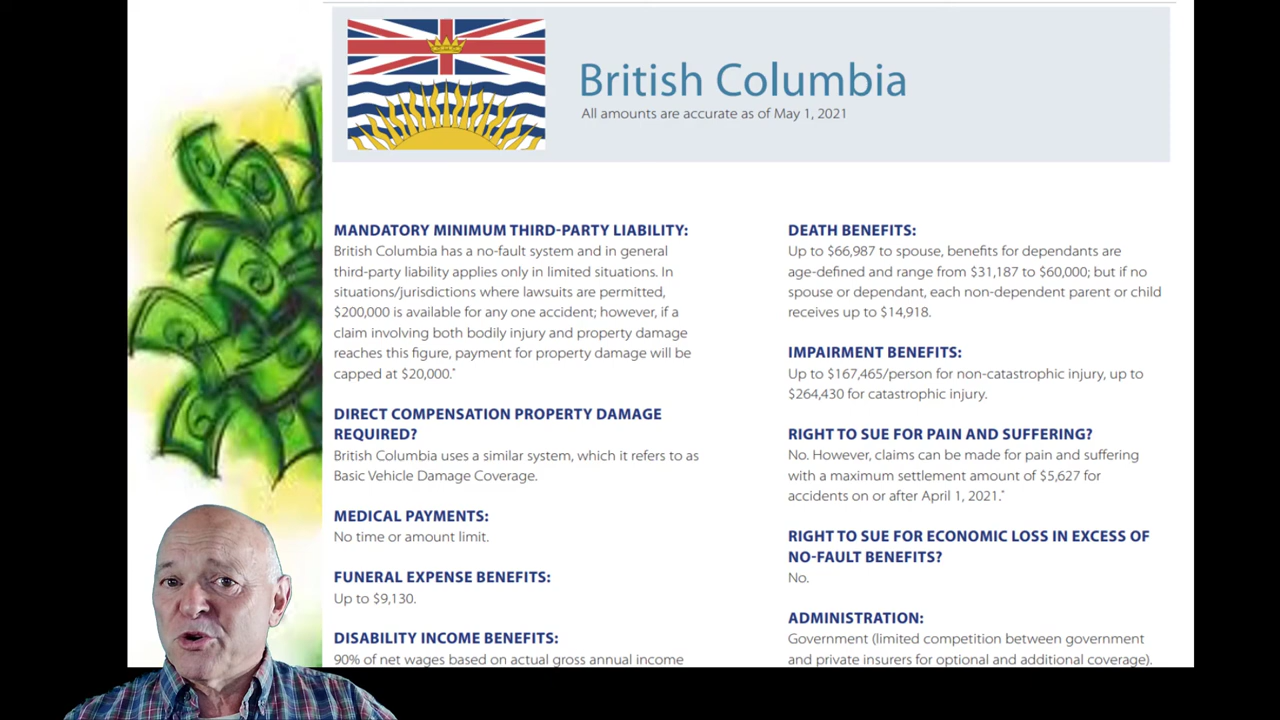 British Columbia
All amounts are accurate as of May 1, 2021
MANDATORY MINIMUM THIRD-PARTY LIABILITY:
British Columbia has a no-fault system and in general
third-party liability applies only in limited situations. In
situations/jurisdictions where lawsuits are permitted,
$200,000 is available for any one accident; however, if a
claim involving both bodily injury and property damage
reaches this figure, payment for property damage will be
capped at $20,000.*
DIRECT COMPENSATION PROPERTY DAMAGE
REQUIRED?
British Columbia uses a similar system, which it refers to as
Basic Vehicle Damage Coverage.
MEDICAL PAYMENTS:
No time or amount limit.
FUNERAL EXPENSE BENEFITS:
Up to $9,130.
DISABILITY INCOME BENEFITS:
90% of net wages based on actual gross annual income
DEATH BENEFITS:
Up to $66,987 to spouse, benefits for dependants are
age-defined and range from $31,187 to $60,000; but if no
spouse or dependant, each non-dependent parent or child
receives up to $14,918.
IMPAIRMENT BENEFITS:
Up to $167,465/person for non-catastrophic injury, up to
$264,430 for catastrophic injury.
RIGHT TO SUE FOR PAIN AND SUFFERING?
No. However, claims can be made for pain and suffering
with a maximum settlement amount of $5,627 for
accidents on or after April 1, 2021.*
RIGHT TO SUE FOR ECONOMIC LOSS IN EXCESS OF
NO-FAULT BENEFITS?
No.
ADMINISTRATION:
Government (limited competition between government
and private insurers for optional and additional coverage).